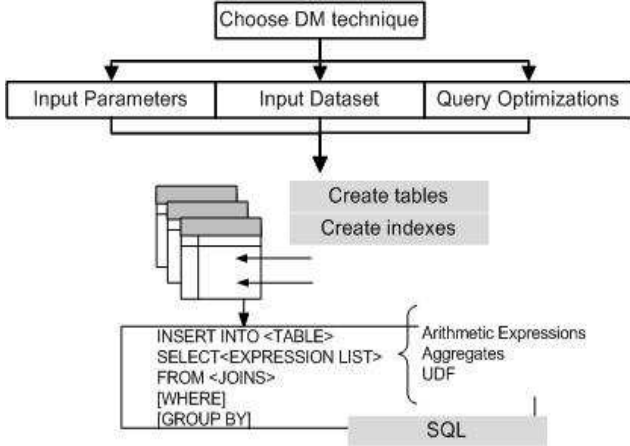 Choose DM technique
Input Parameters
Input Dataset
Query Optimizations
Create tables
Create indexes
INSERT INTO <TABLE>
SELECT<EXPRESSION LIST>
FROM <JOINS>
[WHERE]
[GROUP BY]
Arithmetic Expressions
Aggregates
UDF
SQL